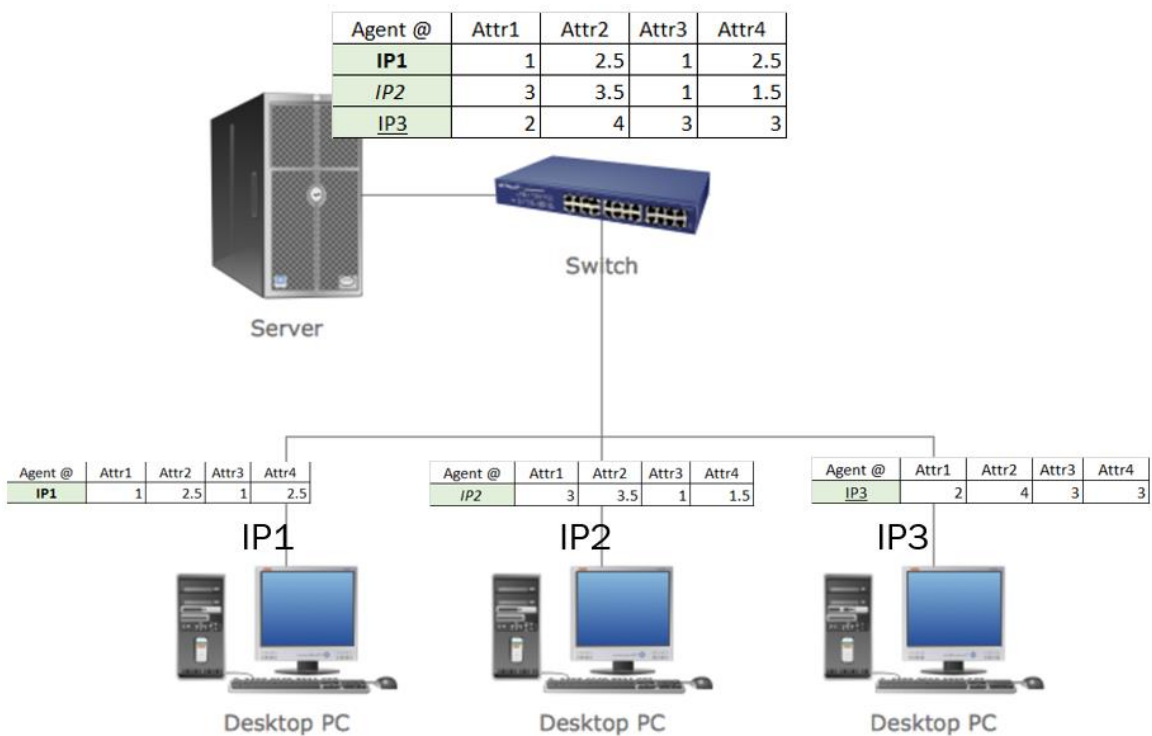 Agent @ Attr1 Attr2 Attr3 Attr4
IP1 1 2.5 1 2.5
IP2 3 3.5 1 1.5
IP3 2 4 3 3
Switch
Server
Agent @ Attr1 Attr2 Attr3 Attr4
IP1 1 2.5 1 2.5
Agent @ Attr1 Attr2 Attr3 Attr4
IP2 3 3.5 1 1.5
Agent @ Attr1 Attr2 Attr3 Attr4
IP3 2 4 3 3
IP1
IP2
IP3
Desktop PC
Desktop PC
Desktop PC